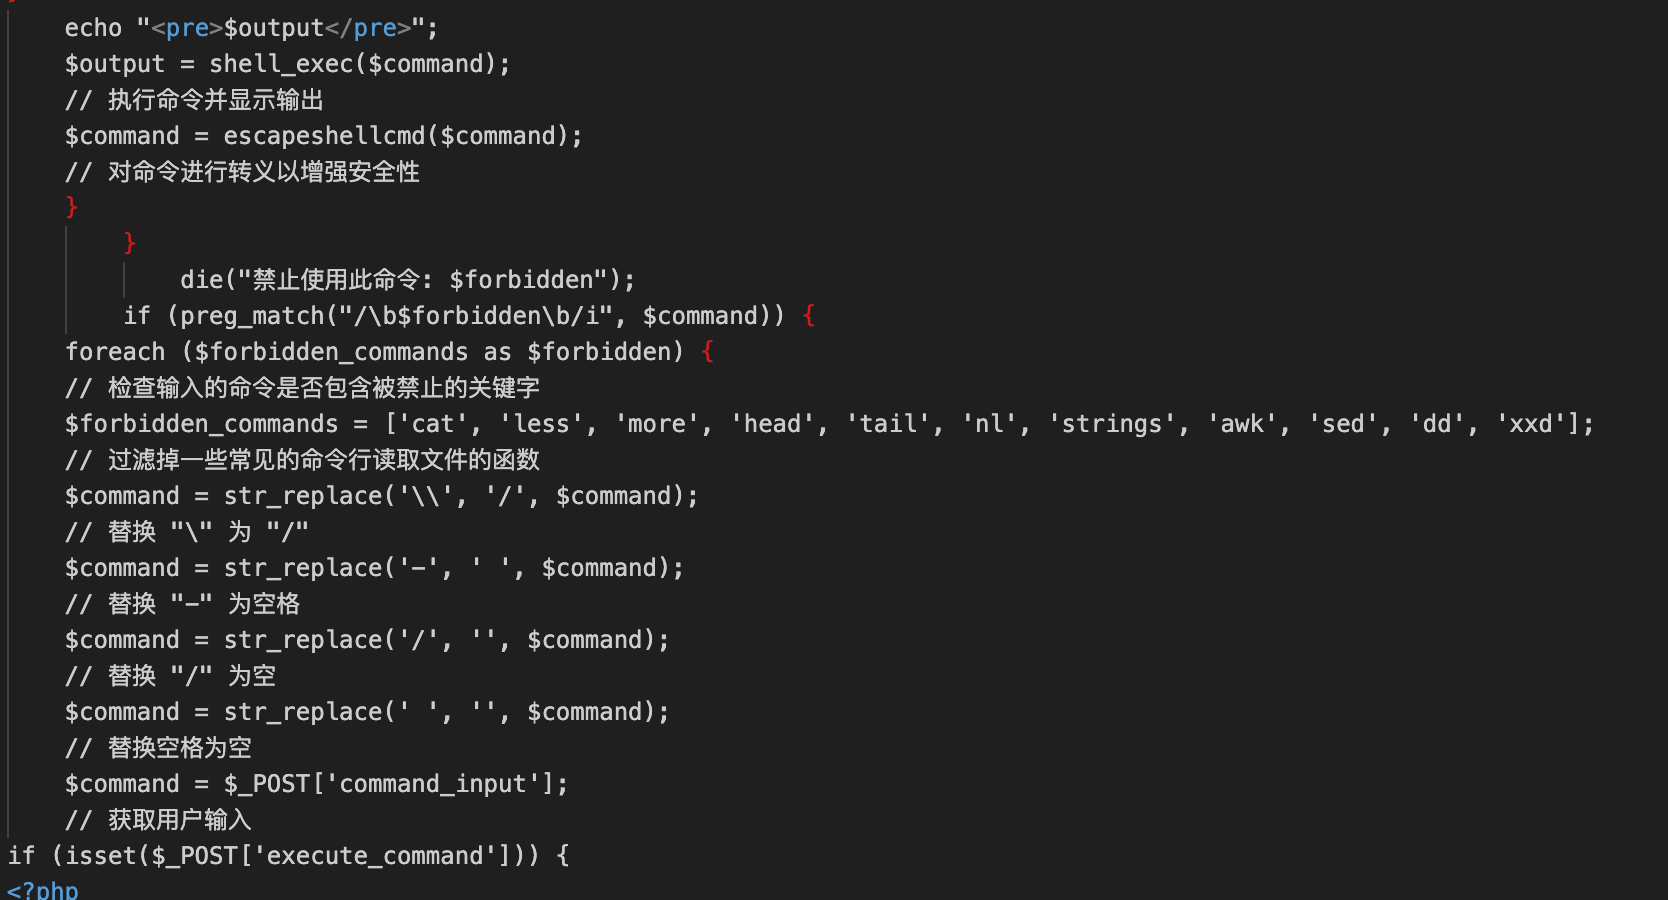 echo "<pre>$output</pre>";
$output = shell_exec($command);
// 执行命令并显示输出
$command = escapeshellcmd($command);
// 对命令进行转义以增强安全性
}
}
die("禁止使用此命令: $forbidden");
if (preg_match("/\b$forbidden\b/i", $command)) {
foreach ($forbidden_commands as $forbidden) {
// 检查输入的命令是否包含被禁止的关键字
$forbidden_commands = ['cat', 'less', 'more', 'head', 'tail', 'nl', 'strings', 'awk', 'sed', 'dd', 'xxd'];
// 过滤掉一些常见的命令行读取文件的函数
$command = str_replace('\\', '/', $command);
// 替换 "\" 为 "/"
$command = str_replace('-', ' ', $command);
// 替换 "-" 为空格
$command = str_replace('/', '', $command);
// 替换 "/" 为空
$command = str_replace(' ', '', $command);
// 替换空格为空
$command = $_POST['command_input'];
// 获取用户输入
if (isset($_POST['execute_command'])) {
<?php